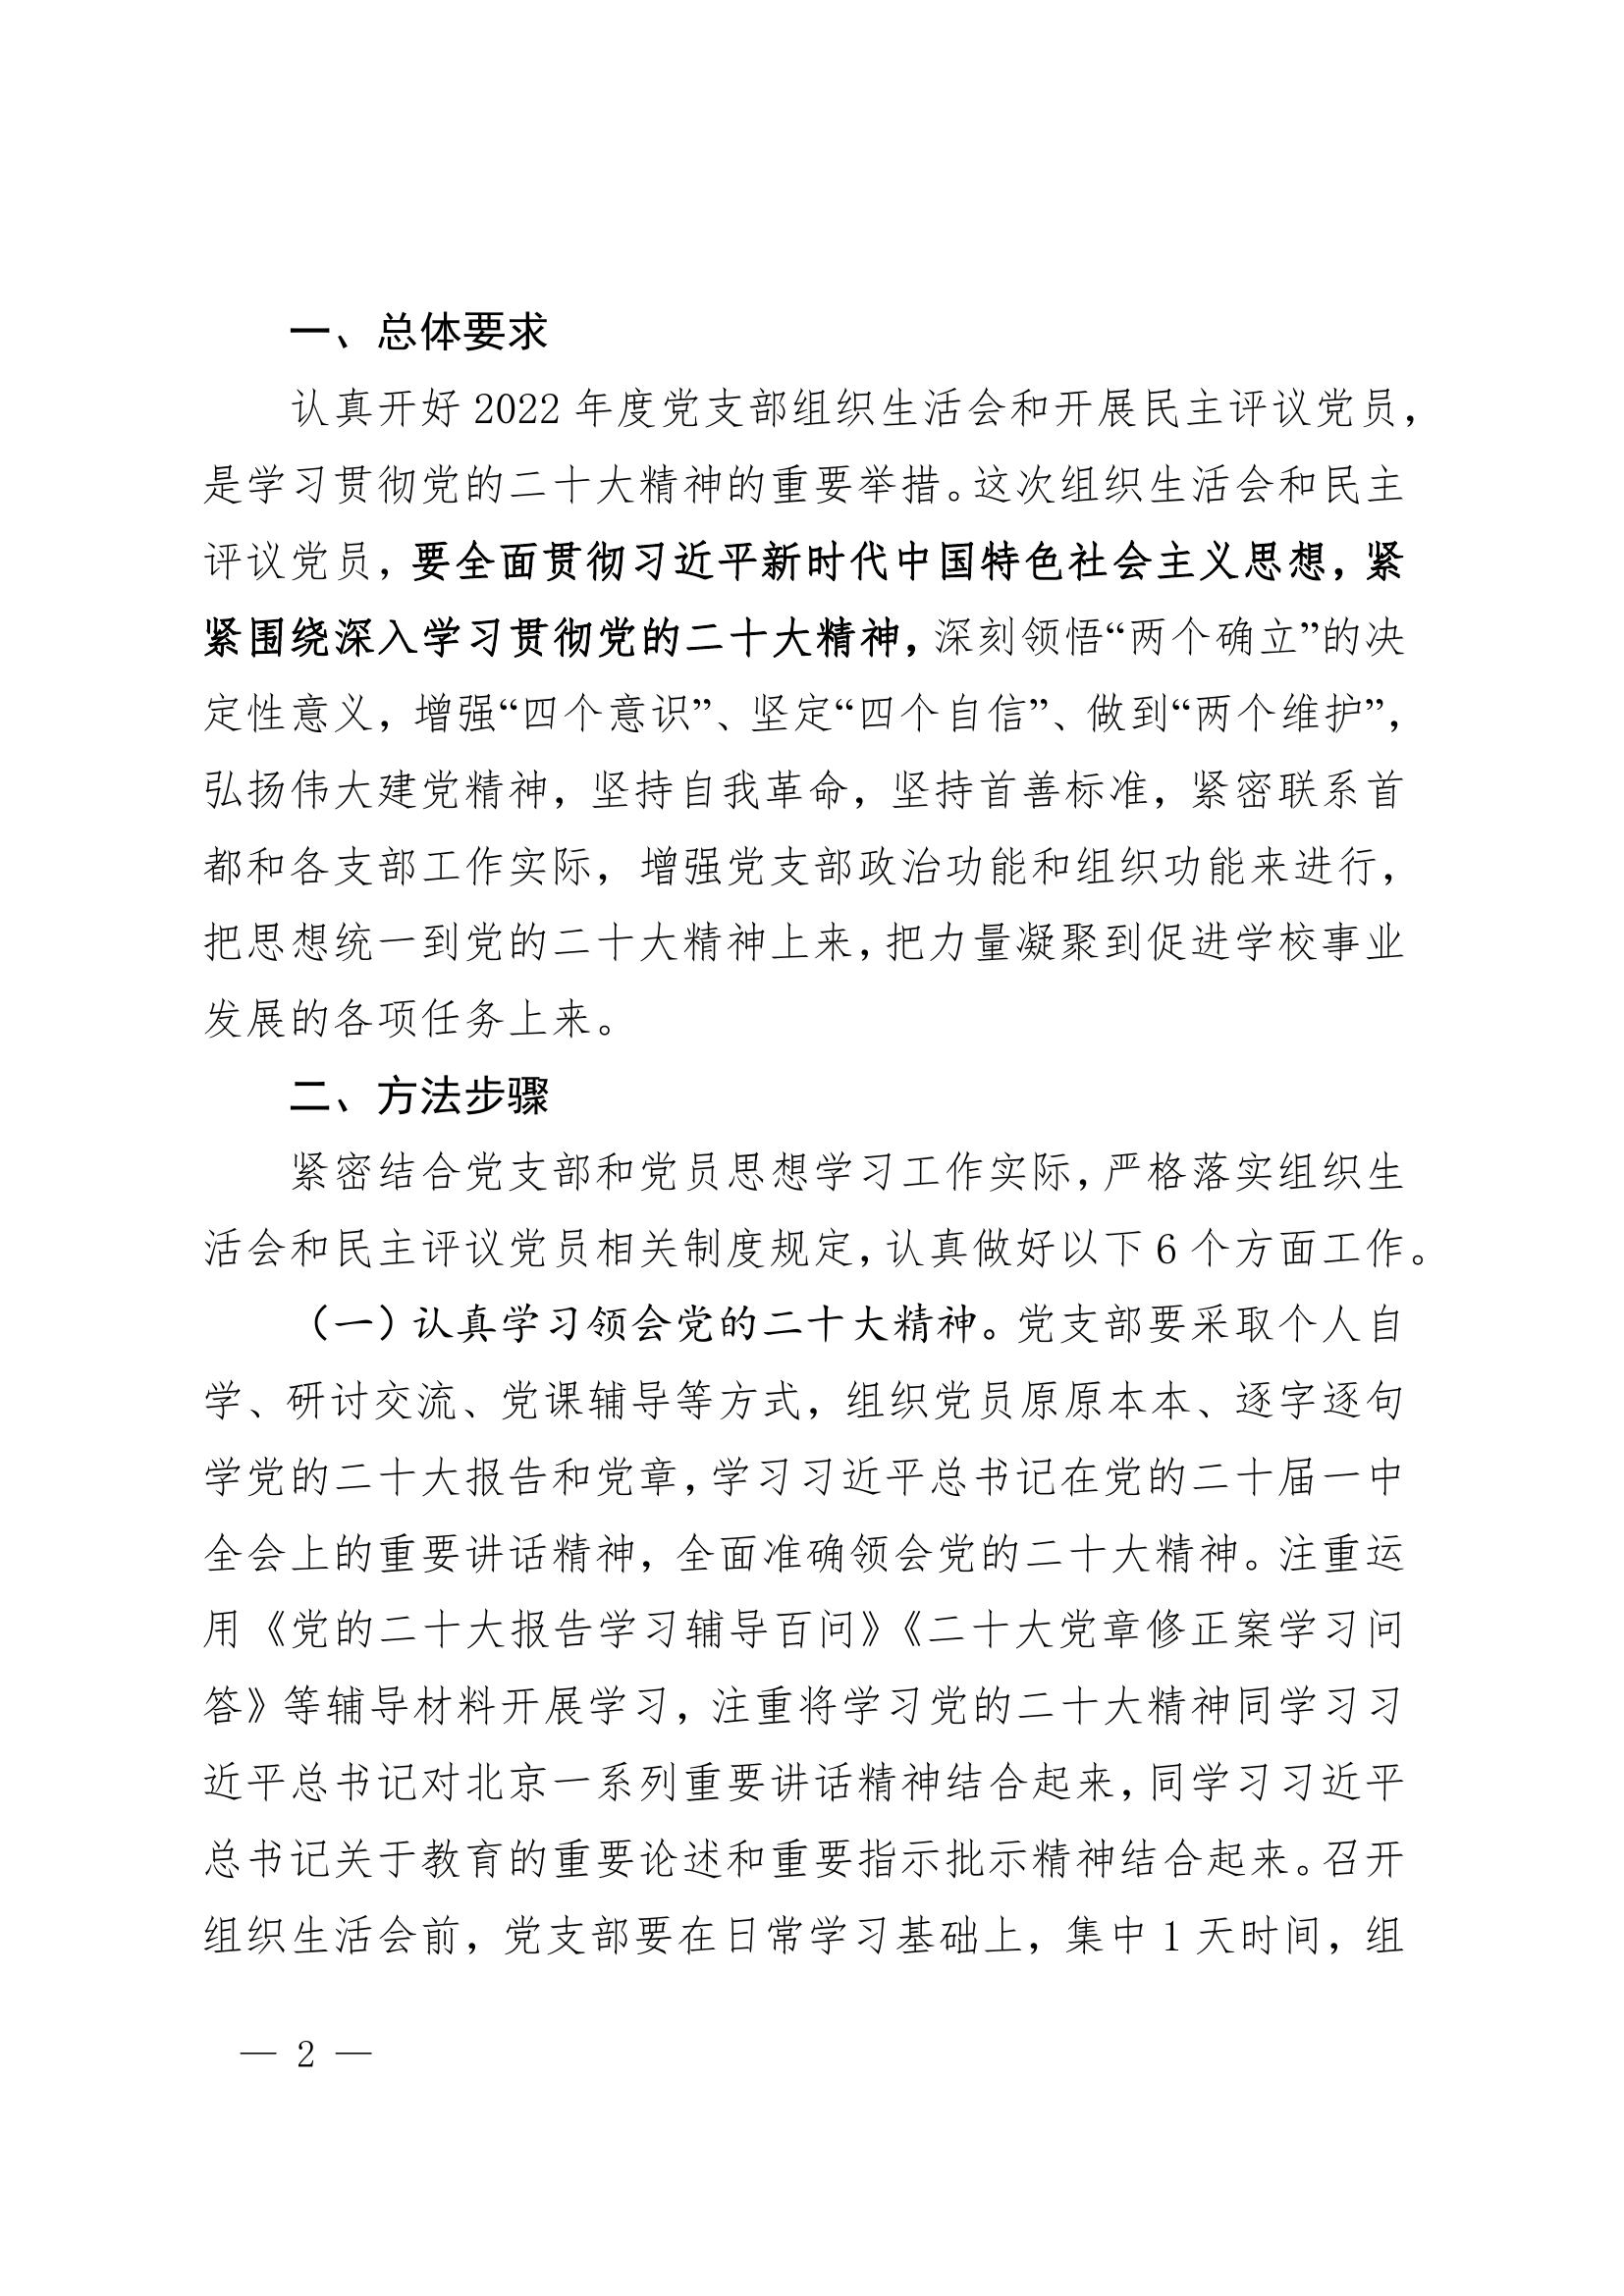 一、总体要求
认真开好 2022 年度党支部组织生活会和开展民主评议党员，
是学习贯彻党的二十大精神的重要举措。这次组织生活会和民主
评议党员，要全面贯彻习近平新时代中国特色社会主义思想，紧
紧围绕深入学习贯彻党的二十大精神，深刻领悟“两个确立”的决
定性意义，增强“四个意识”、坚定“四个自信”、做到“两个维护”，
弘扬伟大建党精神，坚持自我革命，坚持首善标准，紧密联系首
都和各支部工作实际，增强党支部政治功能和组织功能来进行，
把思想统一到党的二十大精神上来，把力量凝聚到促进学校事业
发展的各项任务上来。
二、方法步骤
紧密结合党支部和党员思想学习工作实际，严格落实组织生
活会和民主评议党员相关制度规定，认真做好以下 6 个方面工作。
（一）认真学习领会党的二十大精神。党支部要采取个人自
学、研讨交流、党课辅导等方式，组织党员原原本本、逐字逐句
学党的二十大报告和党章，学习习近平总书记在党的二十届一中
全会上的重要讲话精神，全面准确领会党的二十大精神。注重运
用《党的二十大报告学习辅导百问》《二十大党章修正案学习问
答》等辅导材料开展学习，注重将学习党的二十大精神同学习习
近平总书记对北京一系列重要讲话精神结合起来，同学习习近平
总书记关于教育的重要论述和重要指示批示精神结合起来。召开
组织生活会前，党支部要在日常学习基础上，集中 1 天时间，组
— 2 —